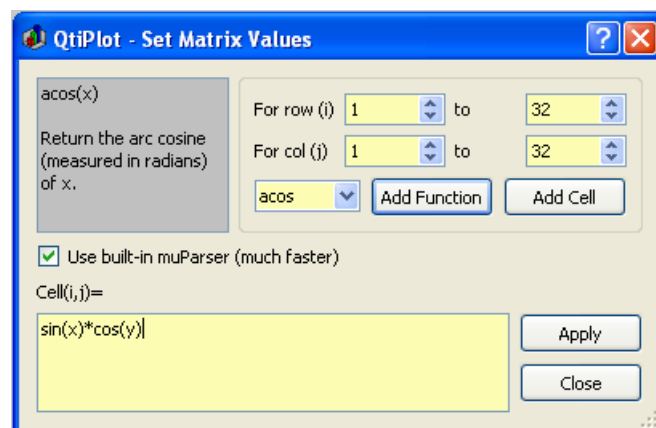 QtiPlot - Set Matrix Values
acos(x)
Return the arc cosine
(measured in radians)
of x.
For row (i) 1 to 32
For col (j) 1 to 32
acos Add Function Add Cell
Use built-in muParser (much faster)
Cell(i,j)=
sin(x)*cos(y)
Apply
Close